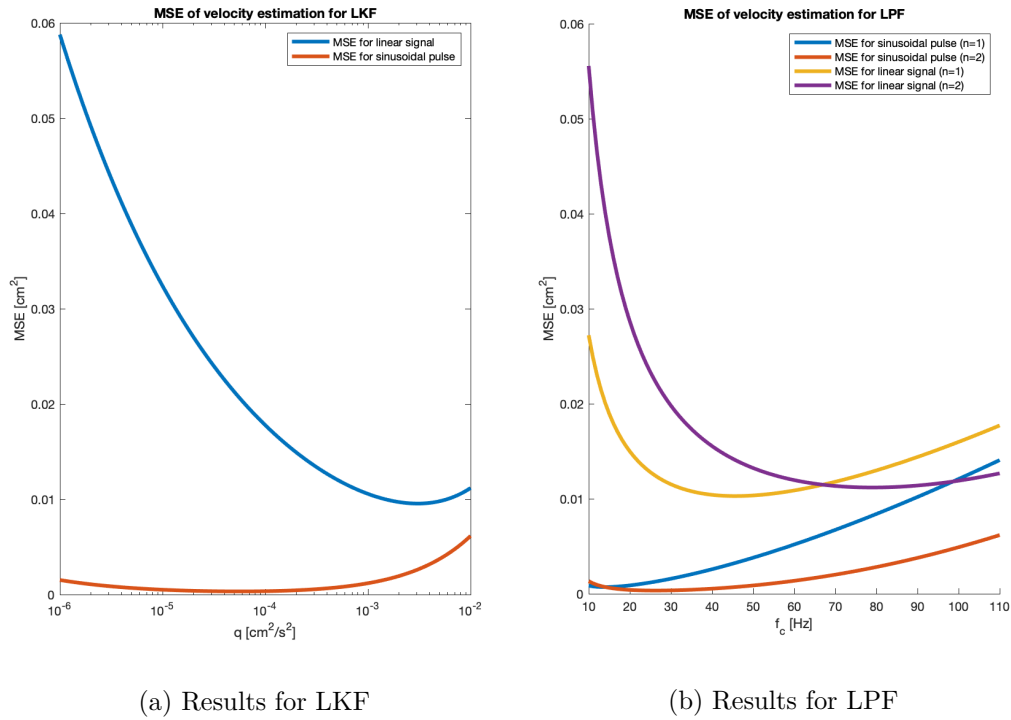 MSE of velocity estimation for LKF
MSE for linear signal
MSE for sinusoidal pulse
0.06
0.05
0.04
0.03
0.02
0.01
0
MSE [cm²]
10⁻⁶
10⁻⁵
10⁻⁴
10⁻³
10⁻²
q [cm²/s²]
(a) Results for LKF
MSE of velocity estimation for LPF
MSE for sinusoidal pulse (n=1)
MSE for sinusoidal pulse (n=2)
MSE for linear signal (n=1)
MSE for linear signal (n=2)
0.06
0.05
0.04
0.03
0.02
0.01
0
MSE [cm²]
10
20
30
40
50
60
70
80
90
100
110
f_c [Hz]
(b) Results for LPF